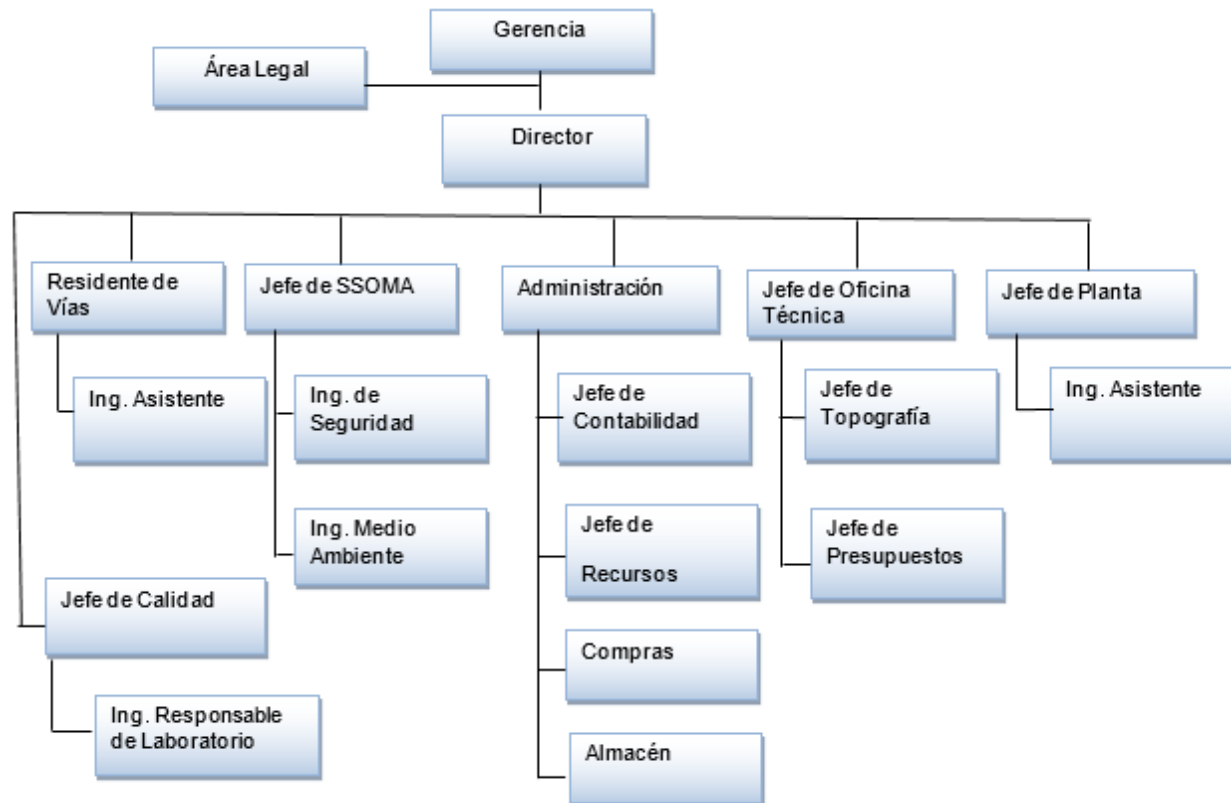 Gerencia
Área Legal
Director
Residente de
Vías
Jefe de SSOMA
Administración
Jefe de Oficina
Técnica
Jefe de Planta
Ing. Asistente
Ing. de
Seguridad
Jefe de
Contabilidad
Jefe de
Topografía
Ing. Asistente
Ing. Medio
Ambiente
Jefe de
Recursos
Jefe de
Presupuestos
Jefe de Calidad
Compras
Ing. Responsable
de Laboratorio
Almacén